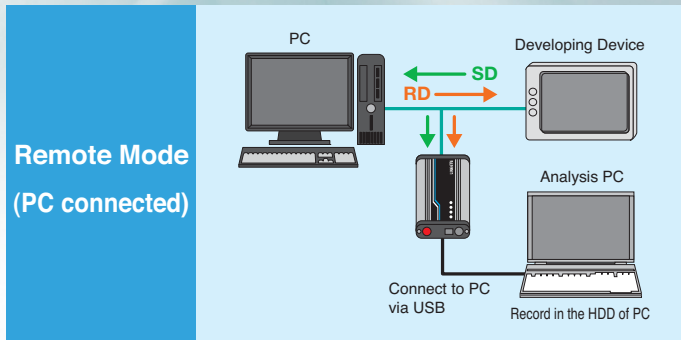 Remote Mode
(PC connected)
PC
Developing Device
SD
RD
Analysis PC
Connect to PC
via USB
Record in the HDD of PC